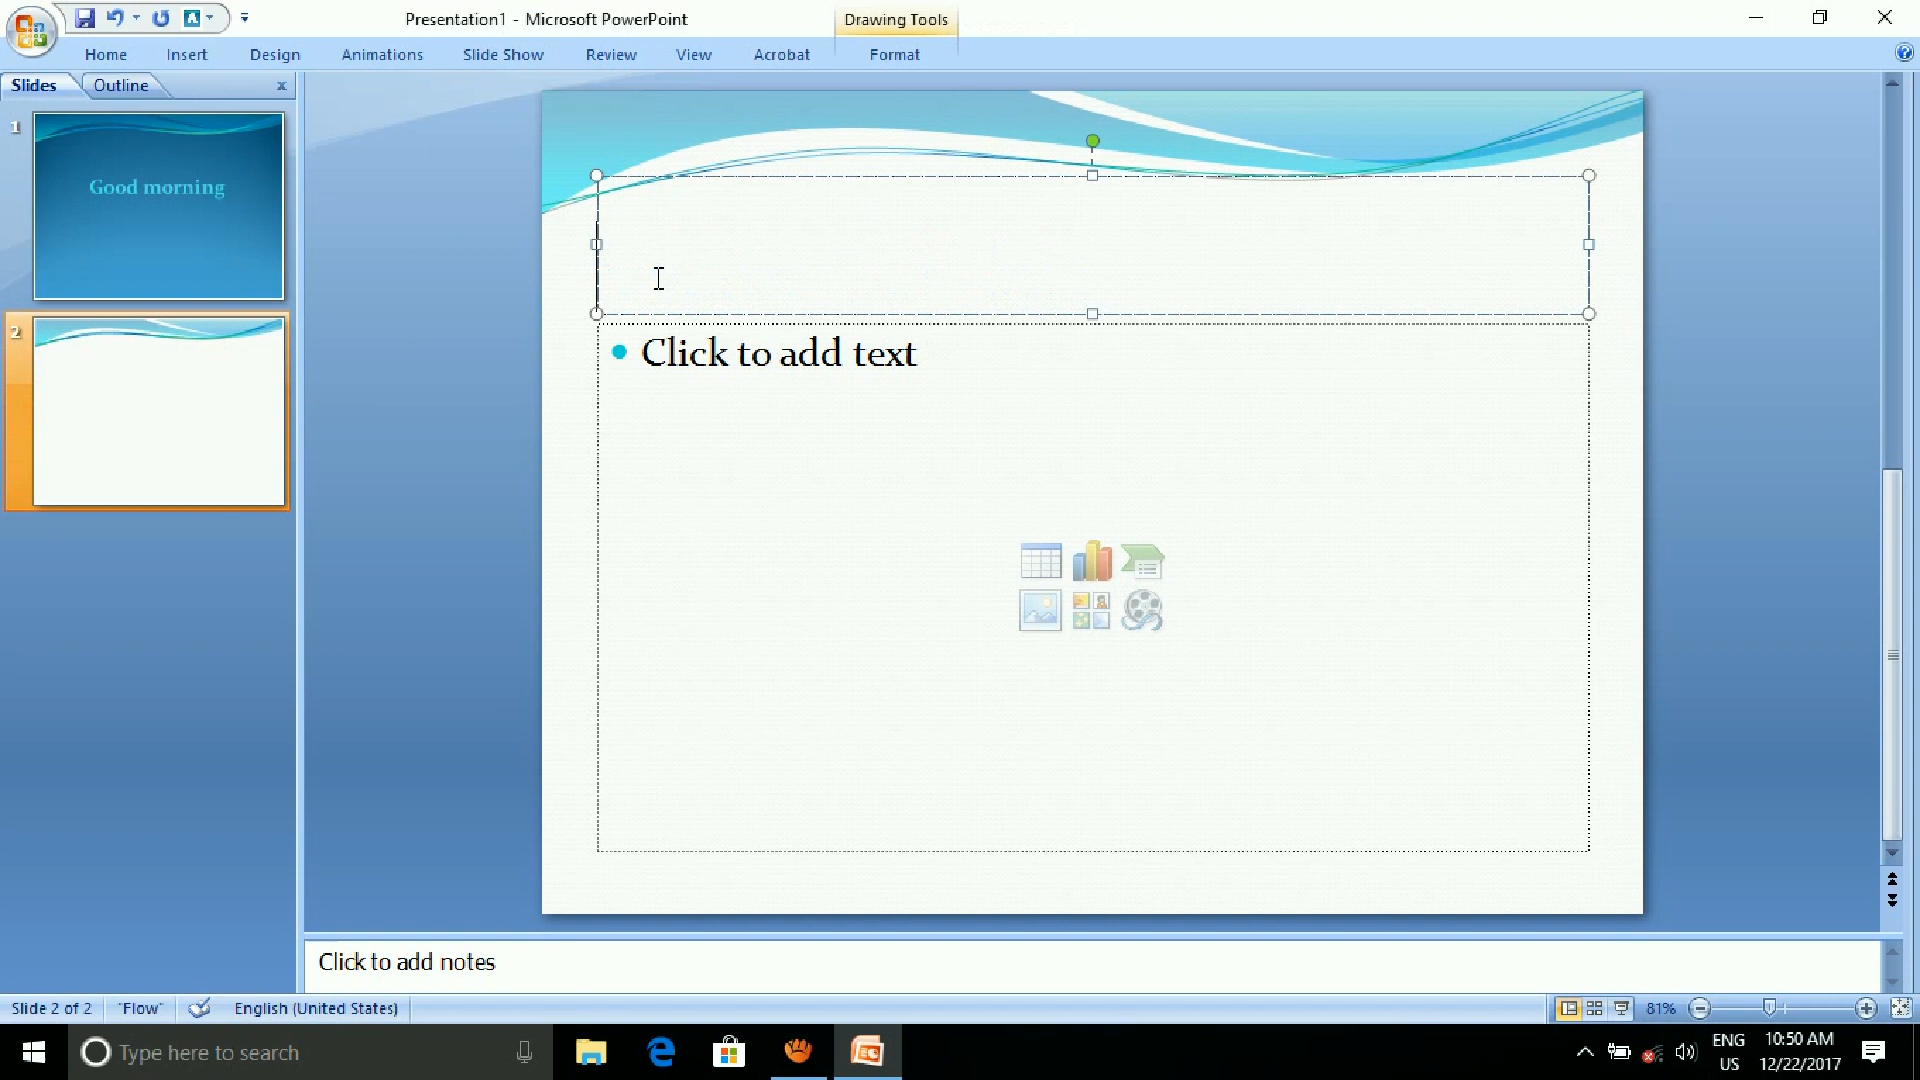 Presentation1 - Microsoft PowerPoint
Drawing Tools
Home Insert Design Animations Slide Show Review View Acrobat Format
Slides Outline
1
Good morning
2
Click to add text
Click to add notes
Slide 2 of 2 "Flow" English (United States) 81%
Type here to search
ENG
US
10:50 AM
12/22/2017